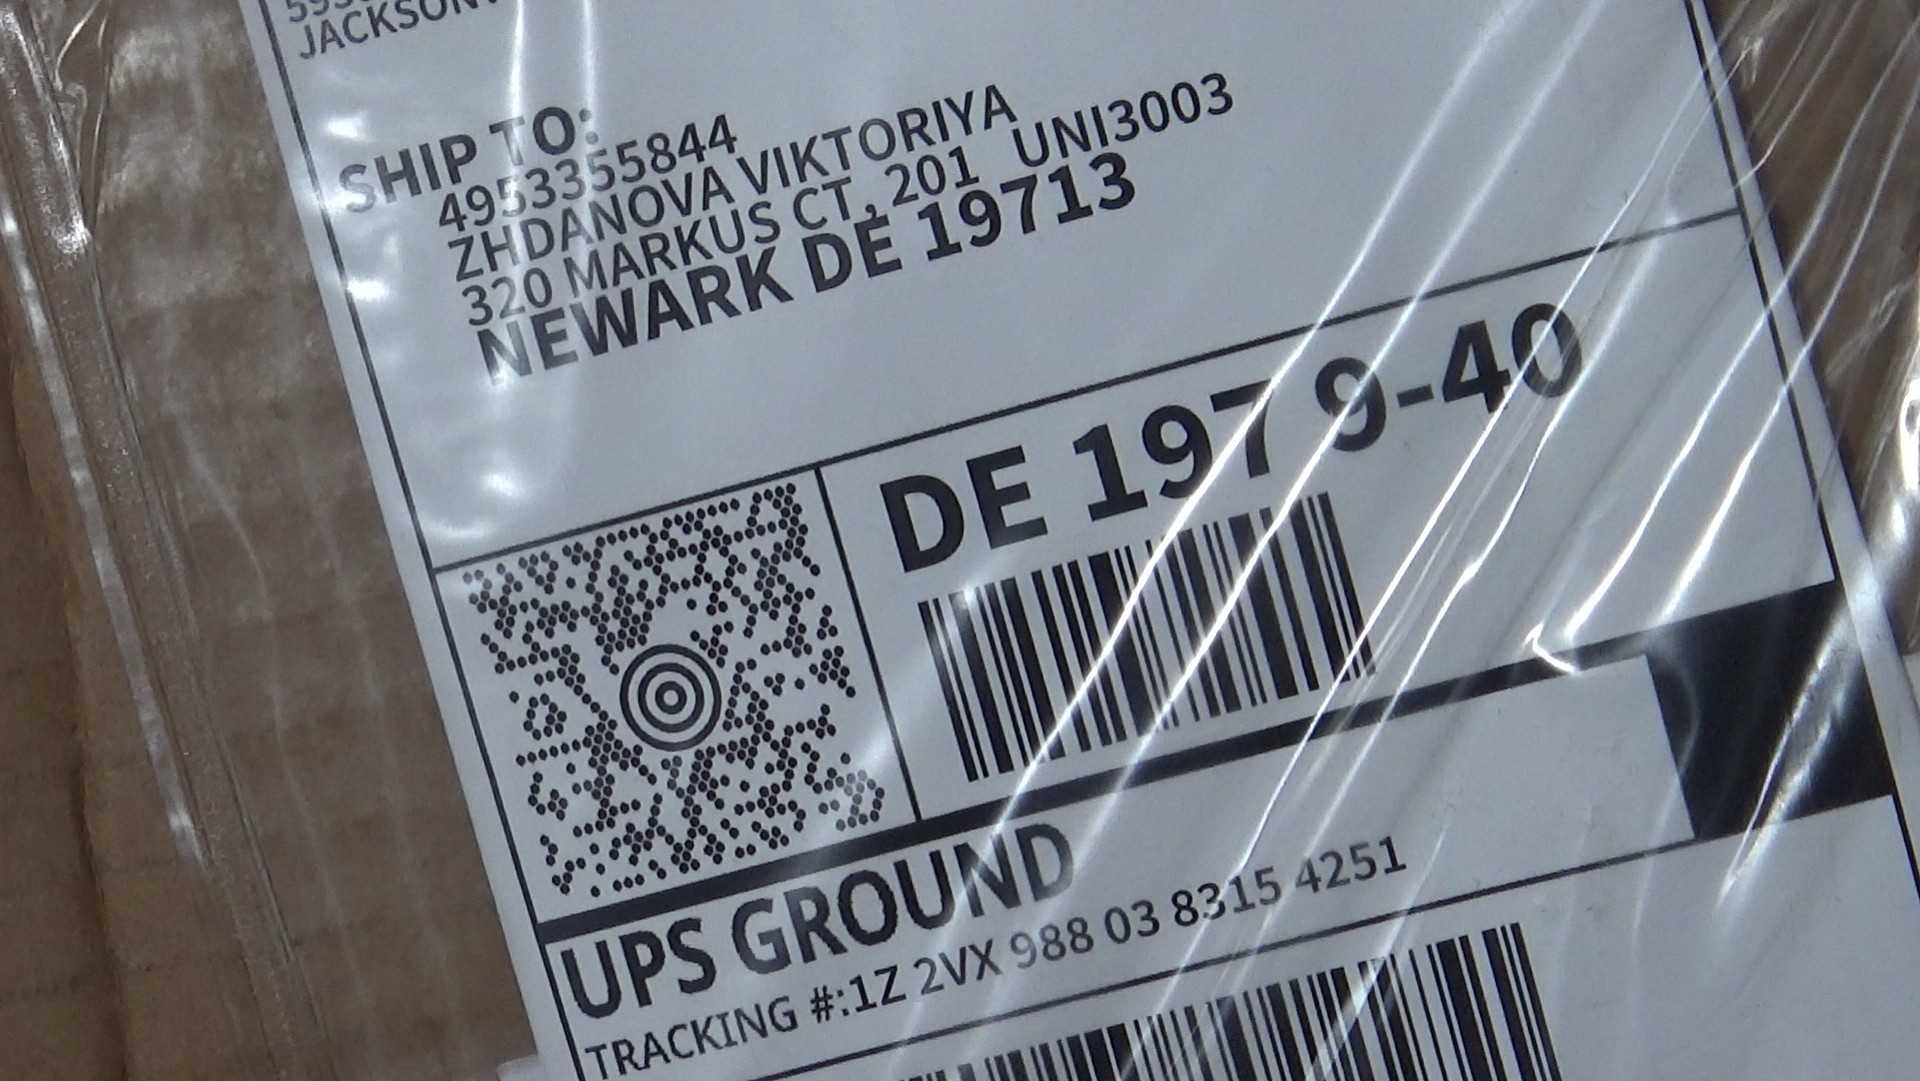 JACKSON
SHIP TO:
4953355844
ZHDANOVA VIKTORIYA
320 MARKUS CT, 201 UNI3003
NEWARK DE 19713
DE 197 9-40
UPS GROUND
TRACKING #:1Z 2VX 988 03 8315 4251